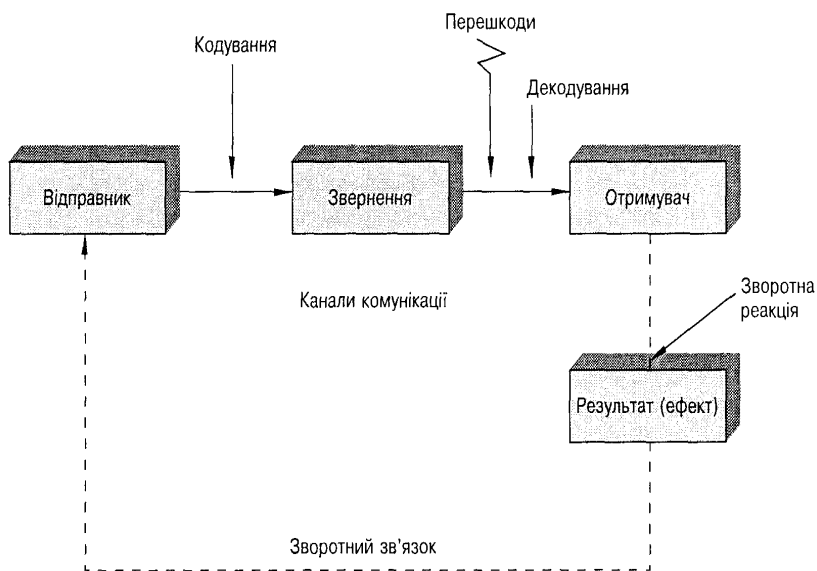 Перешкоди
Кодування
Декодування
Відправник
Звернення
Отримувач
Канали комунікації
Зворотна
реакція
Результат (ефект)
Зворотний зв'язок